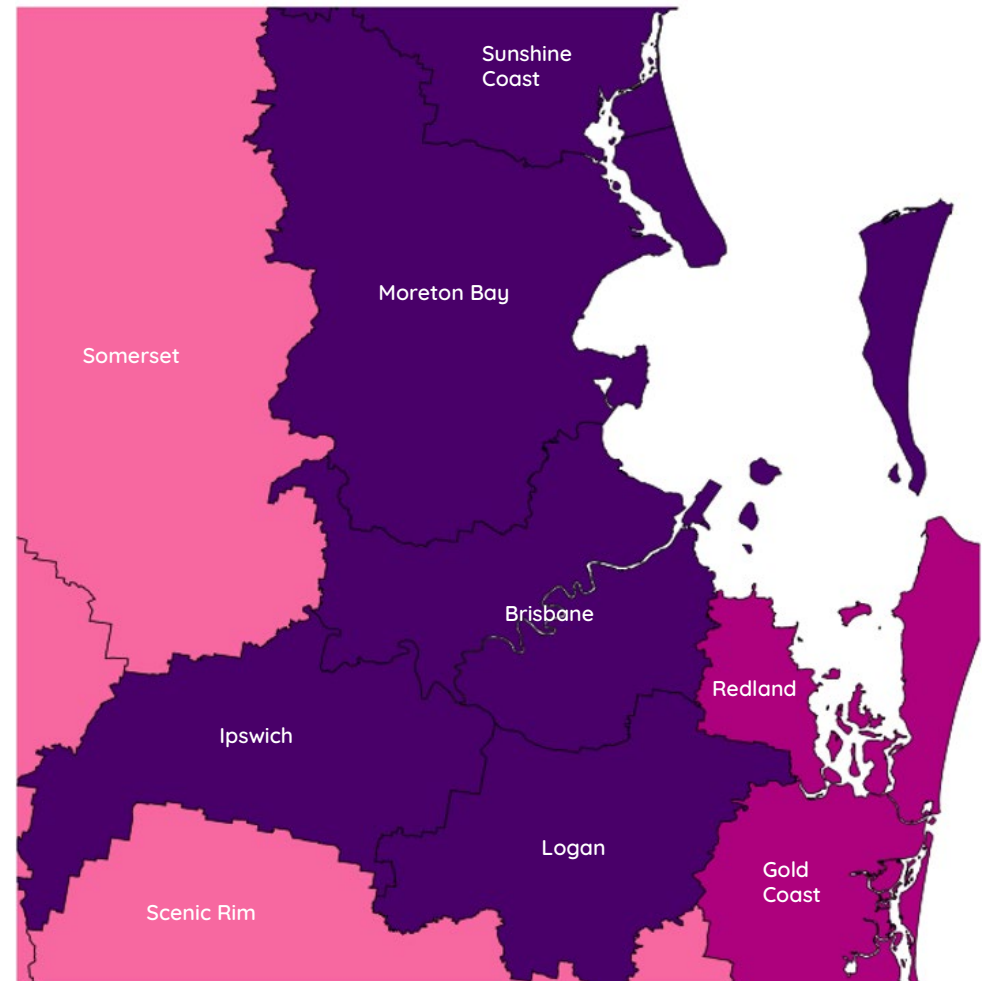 Sunshine
Coast
Moreton Bay
Somerset
Brisbane
Redland
Ipswich
Logan
Gold
Coast
Scenic Rim